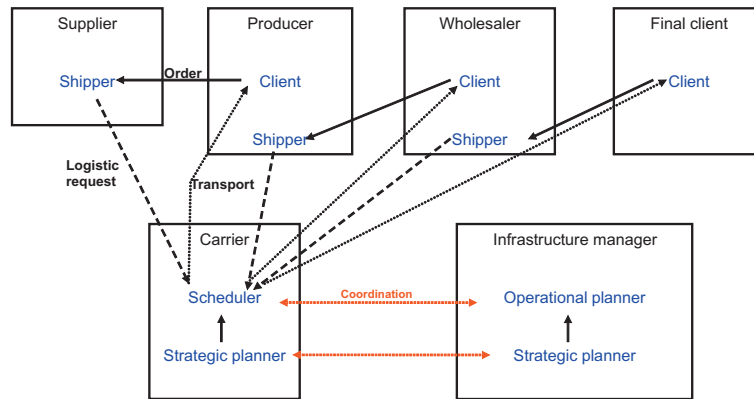 Supplier
Producer
Wholesaler
Final client
Shipper
Order
Client
Client
Client
Shipper
Shipper
Logistic
request
Transport
Carrier
Infrastructure manager
Scheduler
Coordination
Operational planner
Strategic planner
Strategic planner